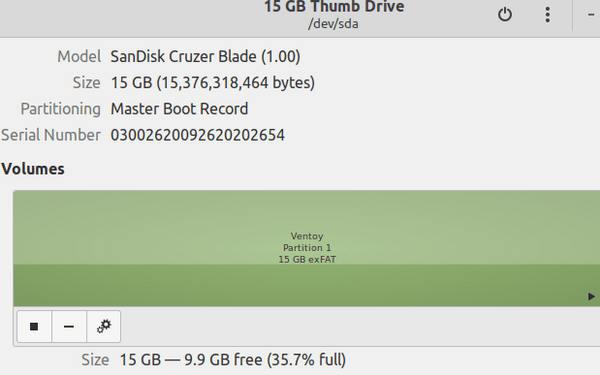 15 GB Thumb Drive
/dev/sda
Model SanDisk Cruzer Blade (1.00)
Size 15 GB (15,376,318,464 bytes)
Partitioning Master Boot Record
Serial Number 03002620092620202654
Volumes
Ventoy
Partition 1
15 GB exFAT
Size 15 GB — 9.9 GB free (35.7% full)